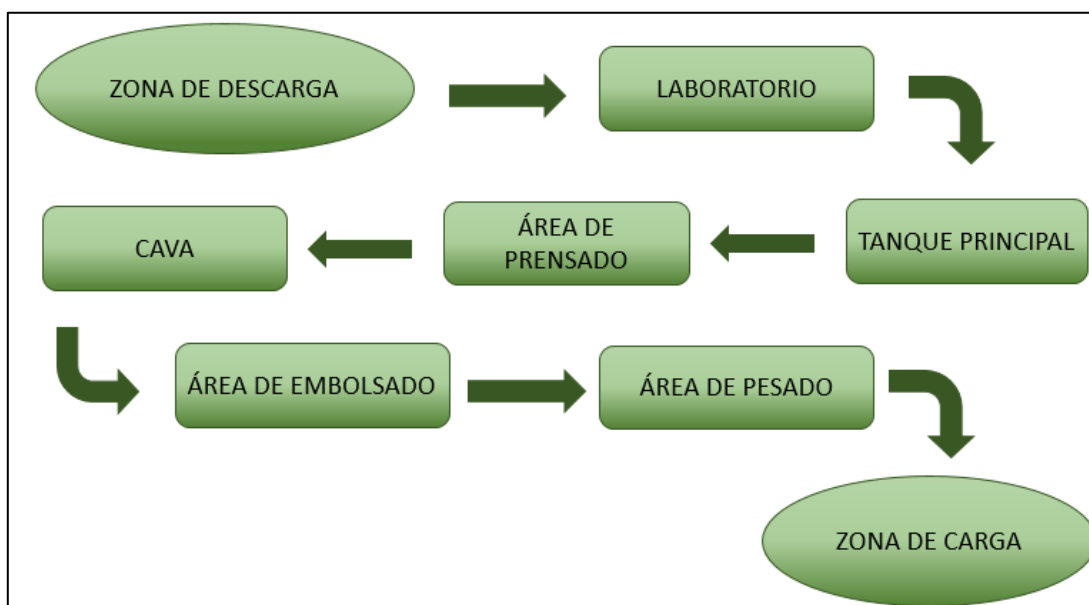 ZONA DE DESCARGA
LABORATORIO
TANQUE PRINCIPAL
ÁREA DE
PRENSADO
CAVA
ÁREA DE EMBOLSADO
ÁREA DE PESADO
ZONA DE CARGA